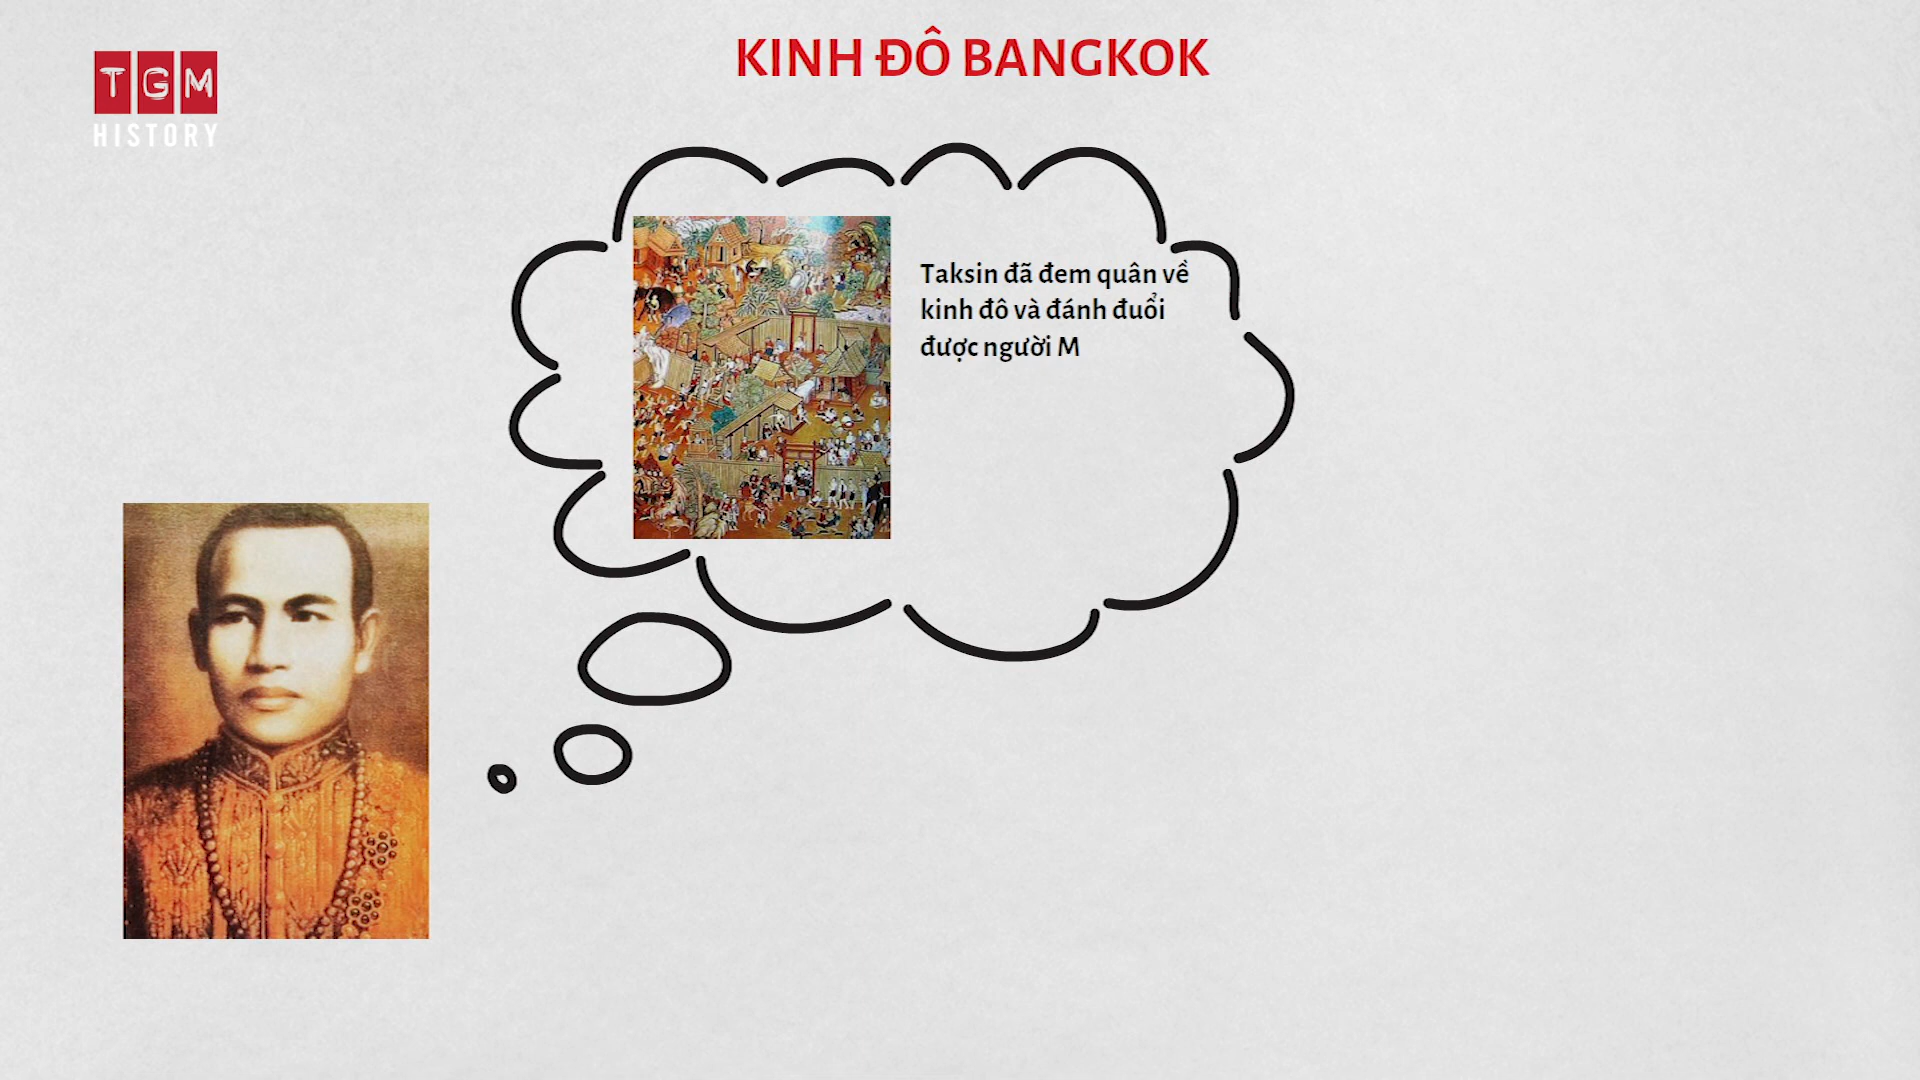 KINH ĐÔ BANGKOK
TGM
HISTORY
Taksin đã đem quân về
kinh đô và đánh đuổi
được người M